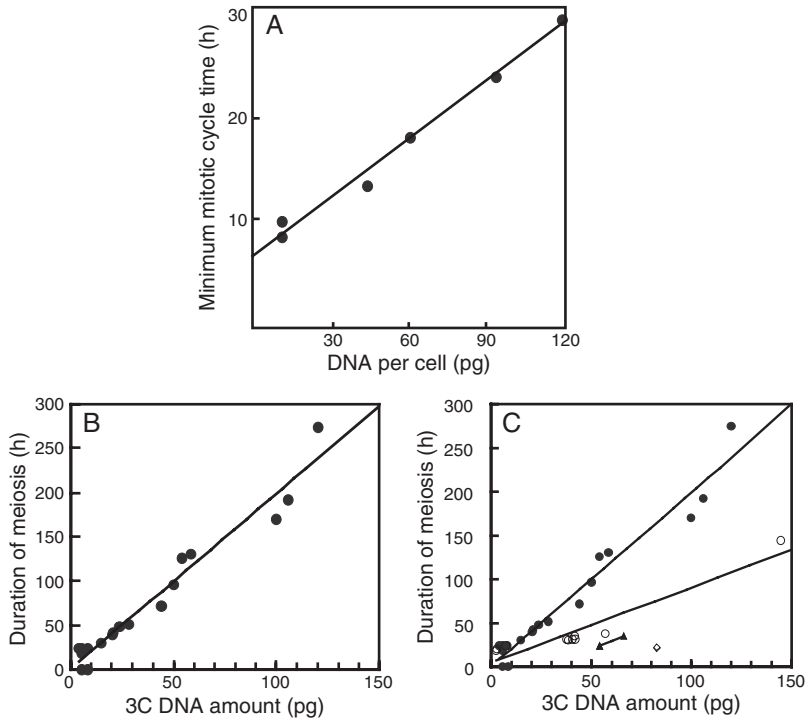 A
Minimum mitotic cycle time (h)
30
20
10
30 60 90 120
DNA per cell (pg)
B
Duration of meiosis (h)
300
250
200
150
100
50
0
0 50 100 150
3C DNA amount (pg)
C
Duration of meiosis (h)
300
250
200
150
100
50
0
0 50 100 150
3C DNA amount (pg)